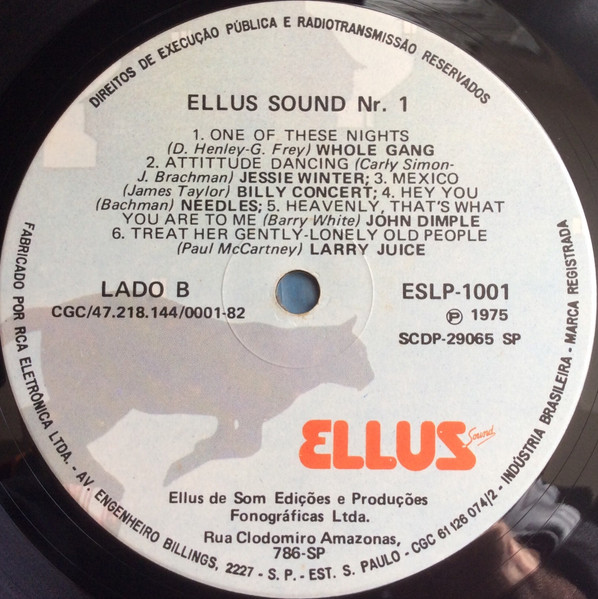 DIREITOS DE EXECUÇÃO PÚBLICA E RADIOTRANSMISSÃO RESERVADOS
ELLUS SOUND Nr. 1
1. ONE OF THESE NIGHTS
(D. Henley-G. Frey) WHOLE GANG
2. ATTITTUDE DANCING (Carly Simon-
J. Brachman) JESSIE WINTER; 3. MEXICO
(James Taylor) BILLY CONCERT; 4. HEY YOU
(Bachman) NEEDLES; 5. HEAVENLY, THAT'S WHAT
YOU ARE TO ME (Barry White) JOHN DIMPLE
6. TREAT HER GENTLY-LONELY OLD PEOPLE
(Paul McCartney) LARRY JUICE
LADO B
CGC/47.218.144/0001-82
ESLP-1001
Ⓟ 1975
SCDP-29065 SP
ELLUS Sound
Ellus de Som Edições e Produções
Fonográficas Ltda.
Rua Clodomiro Amazonas,
786-SP
FABRICADO POR RCA ELETRÔNICA LTDA. - AV. ENGENHEIRO BILLINGS, 2227 - S. P. - EST. S. PAULO - CGC 61 126 074/2 - INDÚSTRIA BRASILEIRA - MARCA REGISTRADA